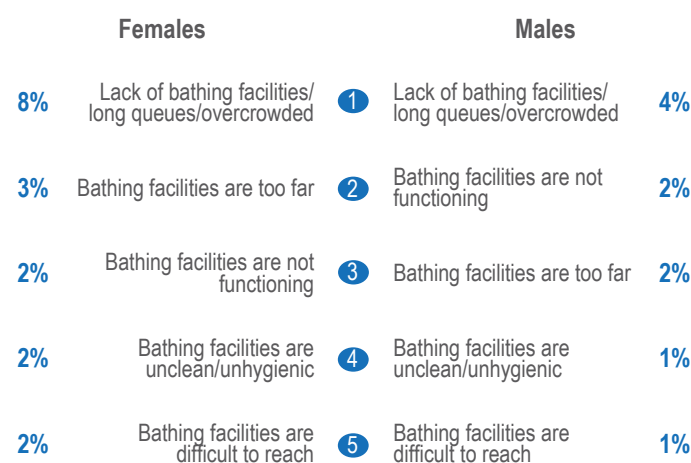 Females Males
8% Lack of bathing facilities/ long queues/overcrowded 1 Lack of bathing facilities/ long queues/overcrowded 4%
3% Bathing facilities are too far 2 Bathing facilities are not functioning 2%
2% Bathing facilities are not functioning 3 Bathing facilities are too far 2%
2% Bathing facilities are unclean/unhygienic 4 Bathing facilities are unclean/unhygienic 1%
2% Bathing facilities are difficult to reach 5 Bathing facilities are difficult to reach 1%